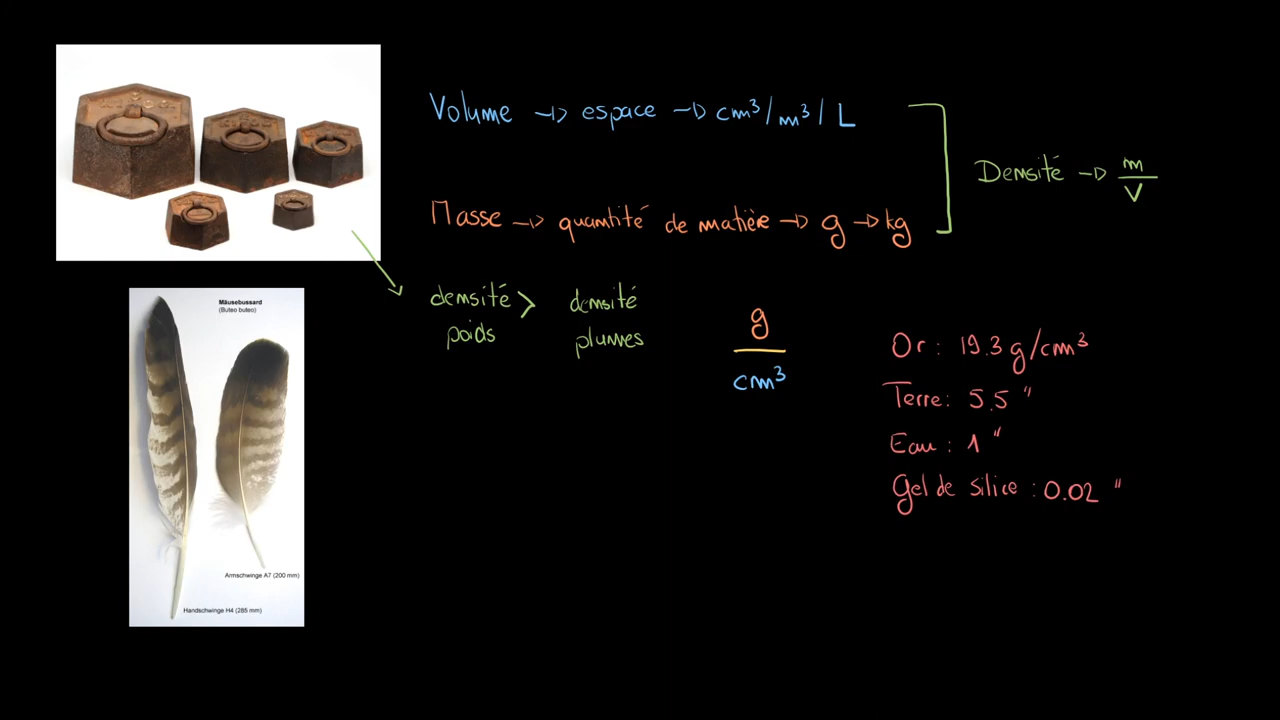 Volume → espace → cm³/m³/L
Masse → quantité de matière → g → kg
Densité → m/V
densité > densité
poids plumes
g
cm³
Or : 19.3 g/cm³
Terre: 5.5 "
Eau : 1 "
Gel de silice : 0.02 "
Mäusebussard
(Buteo buteo)
Armschwinge A7 (200 mm)
Handschwinge H4 (285 mm)